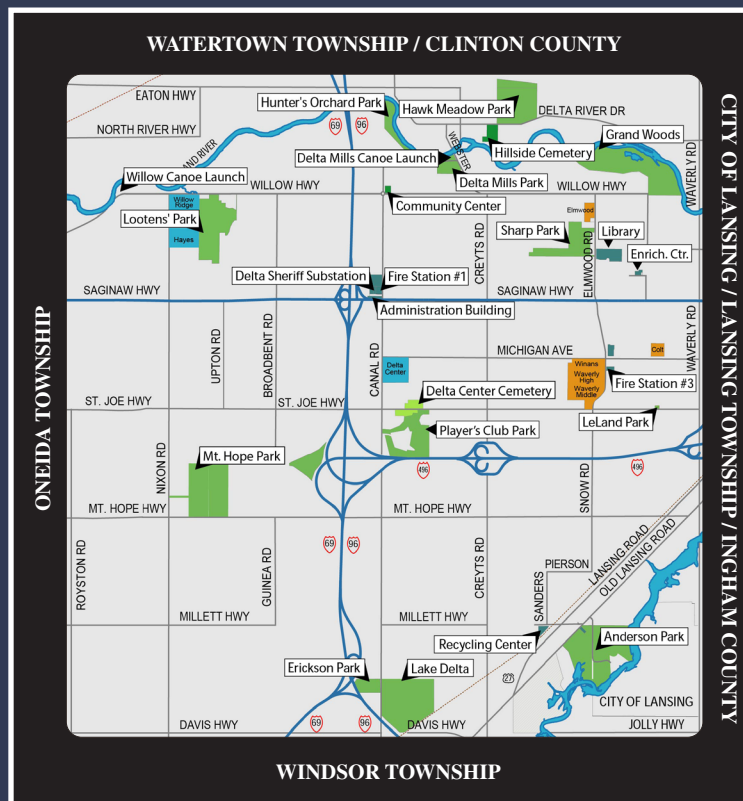 WATERTOWN TOWNSHIP / CLINTON COUNTY
EATON HWY
Hunter's Orchard Park
Hawk Meadow Park
DELTA RIVER DR
NORTH RIVER HWY
69
96
WEBSTER
Grand Woods
Hillside Cemetery
WAVERLY RD
Delta Mills Canoe Launch
ND RIVER
Willow Canoe Launch
Delta Mills Park
WILLOW HWY
WILLOW HWY
Willow
Ridge
Community Center
Elmwood
Lootens' Park
Hayes
Sharp Park
Library
CREYTS RD
ELMWOOD RD
Enrich. Ctr.
Delta Sheriff Substation
Fire Station #1
SAGINAW HWY
SAGINAW HWY
Administration Building
UPTON RD
BROADBENT RD
CANAL RD
WAVERLY RD
MICHIGAN AVE
Colt
Delta
Center
Winans
Waverly
High
Waverly
Middle
Fire Station #3
Delta Center Cemetery
ST. JOE HWY
ST. JOE HWY
LeLand Park
Player's Club Park
NIXON RD
Mt. Hope Park
496
496
SNOW RD
MT. HOPE HWY
MT. HOPE HWY
69
96
CREYTS RD
LANSING ROAD
OLD LANSING ROAD
ROYSTON RD
GUINEA RD
PIERSON
SANDERS
MILLETT HWY
MILLETT HWY
Recycling Center
Anderson Park
Erickson Park
Lake Delta
27
CITY OF LANSING
69
96
DAVIS HWY
DAVIS HWY
JOLLY HWY
ONEIDA TOWNSHIP
CITY OF LANSING / LANSING TOWNSHIP / INGHAM COUNTY
WINDSOR TOWNSHIP